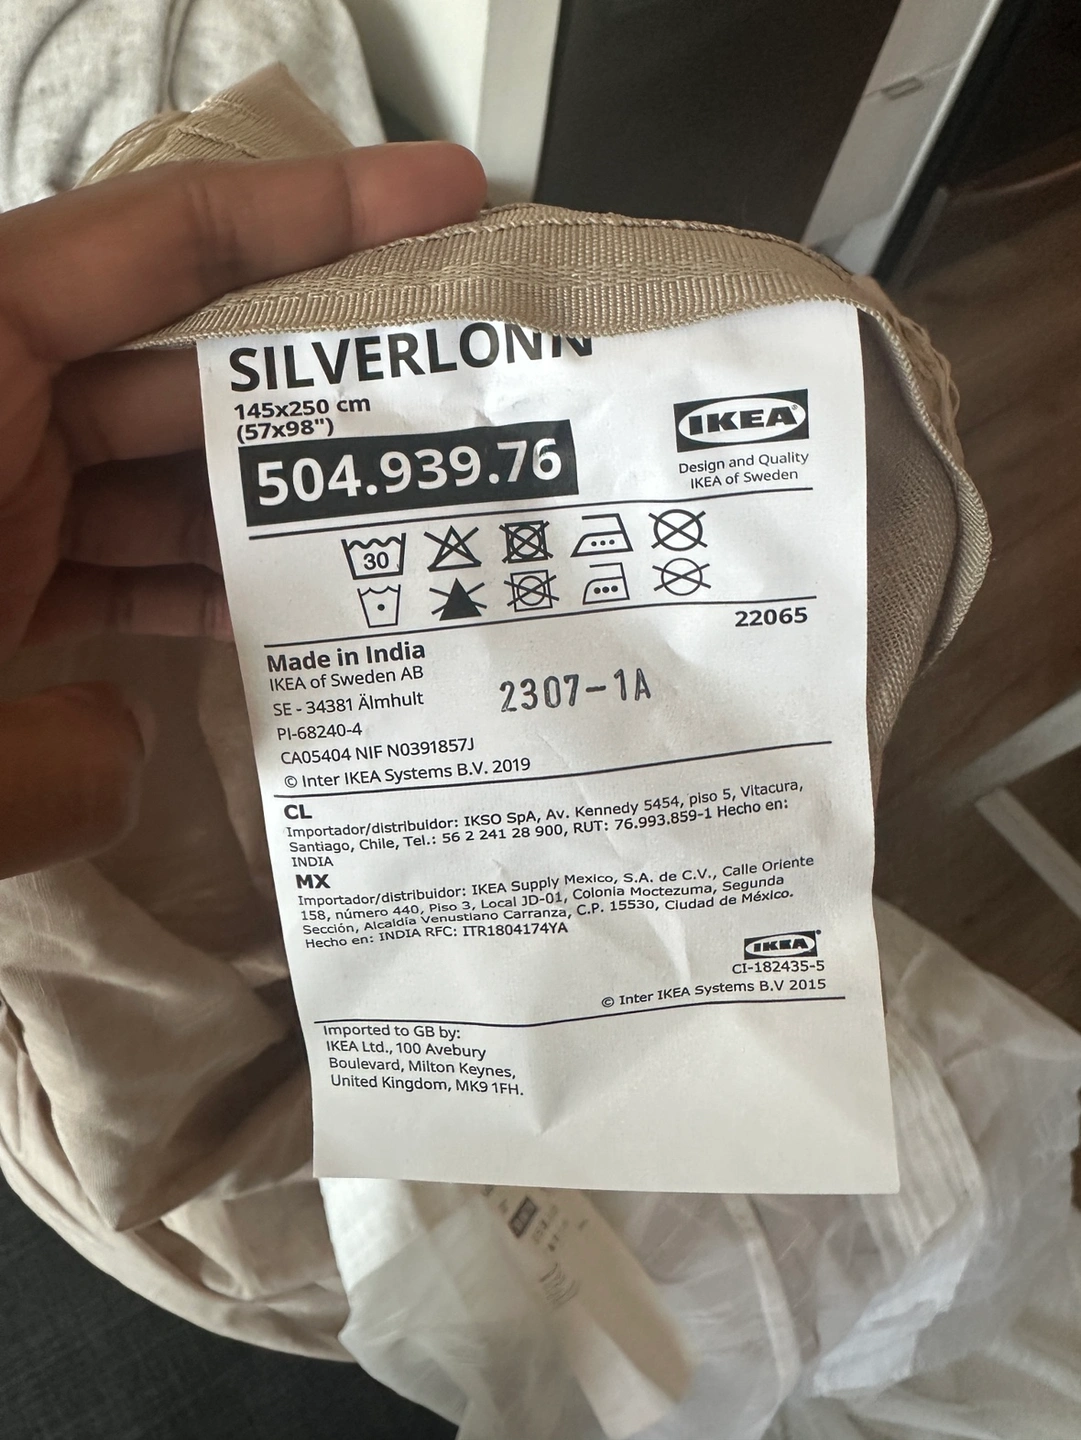 SILVERLÖNN
145x250 cm
(57x98")
504.939.76
IKEA®
Design and Quality
IKEA of Sweden
30
22065
Made in India
IKEA of Sweden AB
SE - 34381 Älmhult
PI-68240-4
CA05404 NIF N0391857J
© Inter IKEA Systems B.V. 2019
2307-1A
CL
Importador/distribuidor: IKSO SpA, Av. Kennedy 5454, piso 5, Vitacura,
Santiago, Chile, Tel.: 56 2 241 28 900, RUT: 76.993.859-1 Hecho en:
INDIA
MX
Importador/distribuidor: IKEA Supply Mexico, S.A. de C.V., Calle Oriente
158, número 440, Piso 3, Local JD-01, Colonia Moctezuma, Segunda
Sección, Alcaldía Venustiano Carranza, C.P. 15530, Ciudad de México.
Hecho en: INDIA RFC: ITR1804174YA
IKEA®
CI-182435-5
© Inter IKEA Systems B.V 2015
Imported to GB by:
IKEA Ltd., 100 Avebury
Boulevard, Milton Keynes,
United Kingdom, MK9 1FH.